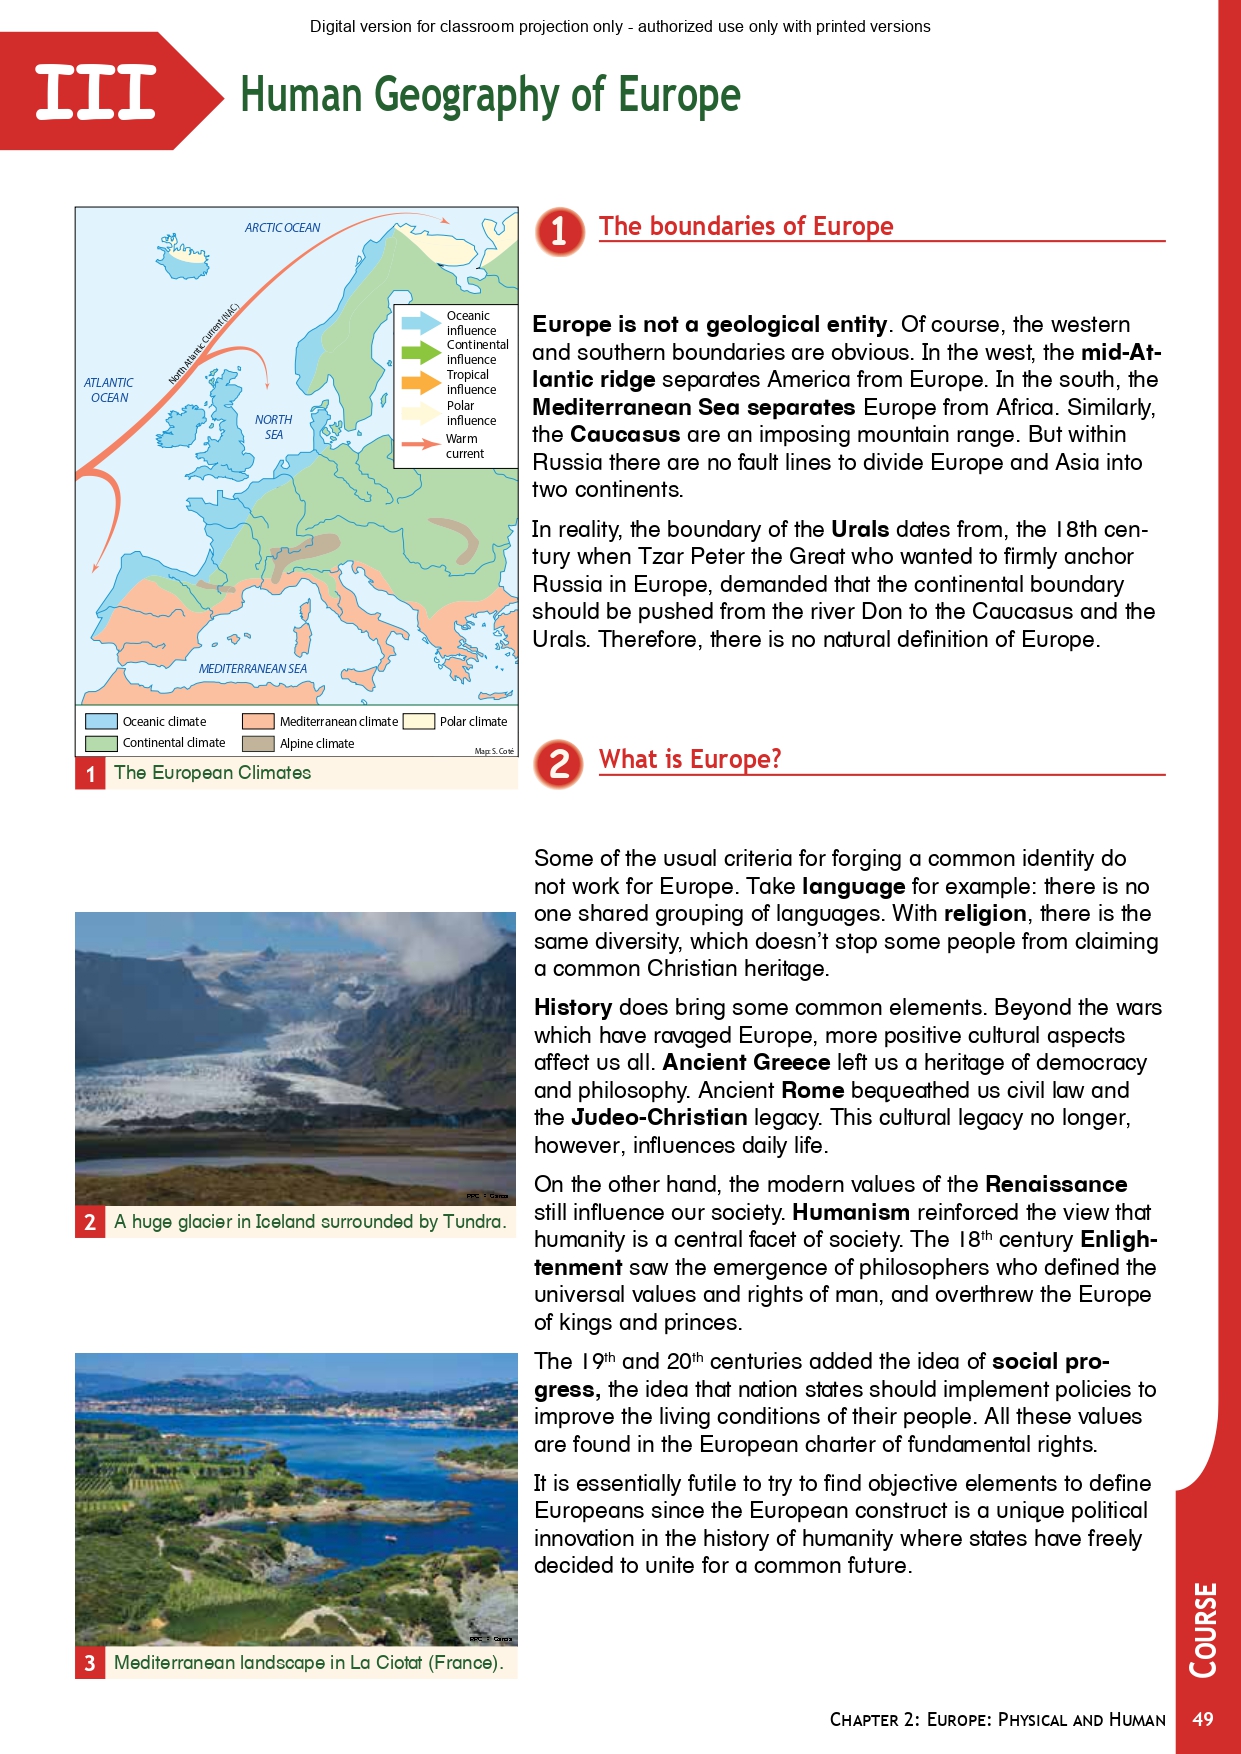 Digital version for classroom projection only - authorized use only with printed versions
III
Human Geography of Europe
ARCTIC OCEAN
North Atlantic Current (NAC)
ATLANTIC
OCEAN
NORTH
SEA
MEDITERRANEAN SEA
Oceanic
influence
Continental
influence
Tropical
influence
Polar
influence
Warm
current
Oceanic climate
Mediterranean climate
Polar climate
Continental climate
Alpine climate
Map: S. Coté
1 The European Climates
1 The boundaries of Europe
Europe is not a geological entity. Of course, the western
and southern boundaries are obvious. In the west, the mid-At-
lantic ridge separates America from Europe. In the south, the
Mediterranean Sea separates Europe from Africa. Similarly,
the Caucasus are an imposing mountain range. But within
Russia there are no fault lines to divide Europe and Asia into
two continents.
In reality, the boundary of the Urals dates from, the 18th cen-
tury when Tzar Peter the Great who wanted to firmly anchor
Russia in Europe, demanded that the continental boundary
should be pushed from the river Don to the Caucasus and the
Urals. Therefore, there is no natural definition of Europe.
2 What is Europe?
Some of the usual criteria for forging a common identity do
not work for Europe. Take language for example: there is no
one shared grouping of languages. With religion, there is the
same diversity, which doesn't stop some people from claiming
a common Christian heritage.
History does bring some common elements. Beyond the wars
which have ravaged Europe, more positive cultural aspects
affect us all. Ancient Greece left us a heritage of democracy
and philosophy. Ancient Rome bequeathed us civil law and
the Judeo-Christian legacy. This cultural legacy no longer,
however, influences daily life.
On the other hand, the modern values of the Renaissance
still influence our society. Humanism reinforced the view that
humanity is a central facet of society. The 18th century Enligh-
tenment saw the emergence of philosophers who defined the
universal values and rights of man, and overthrew the Europe
of kings and princes.
The 19th and 20th centuries added the idea of social pro-
gress, the idea that nation states should implement policies to
improve the living conditions of their people. All these values
are found in the European charter of fundamental rights.
It is essentially futile to try to find objective elements to define
Europeans since the European construct is a unique political
innovation in the history of humanity where states have freely
decided to unite for a common future.
2 A huge glacier in Iceland surrounded by Tundra.
3 Mediterranean landscape in La Ciotat (France).
COURSE
CHAPTER 2: EUROPE: PHYSICAL AND HUMAN 49